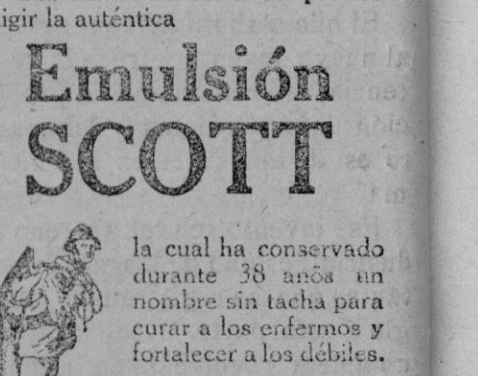 igir la auténtica
Emulsión
SCOTT
la cual ha conservado
durante 38 años un
nombre sin tacha para
curar a los enfermos y
fortalecer a los débiles.